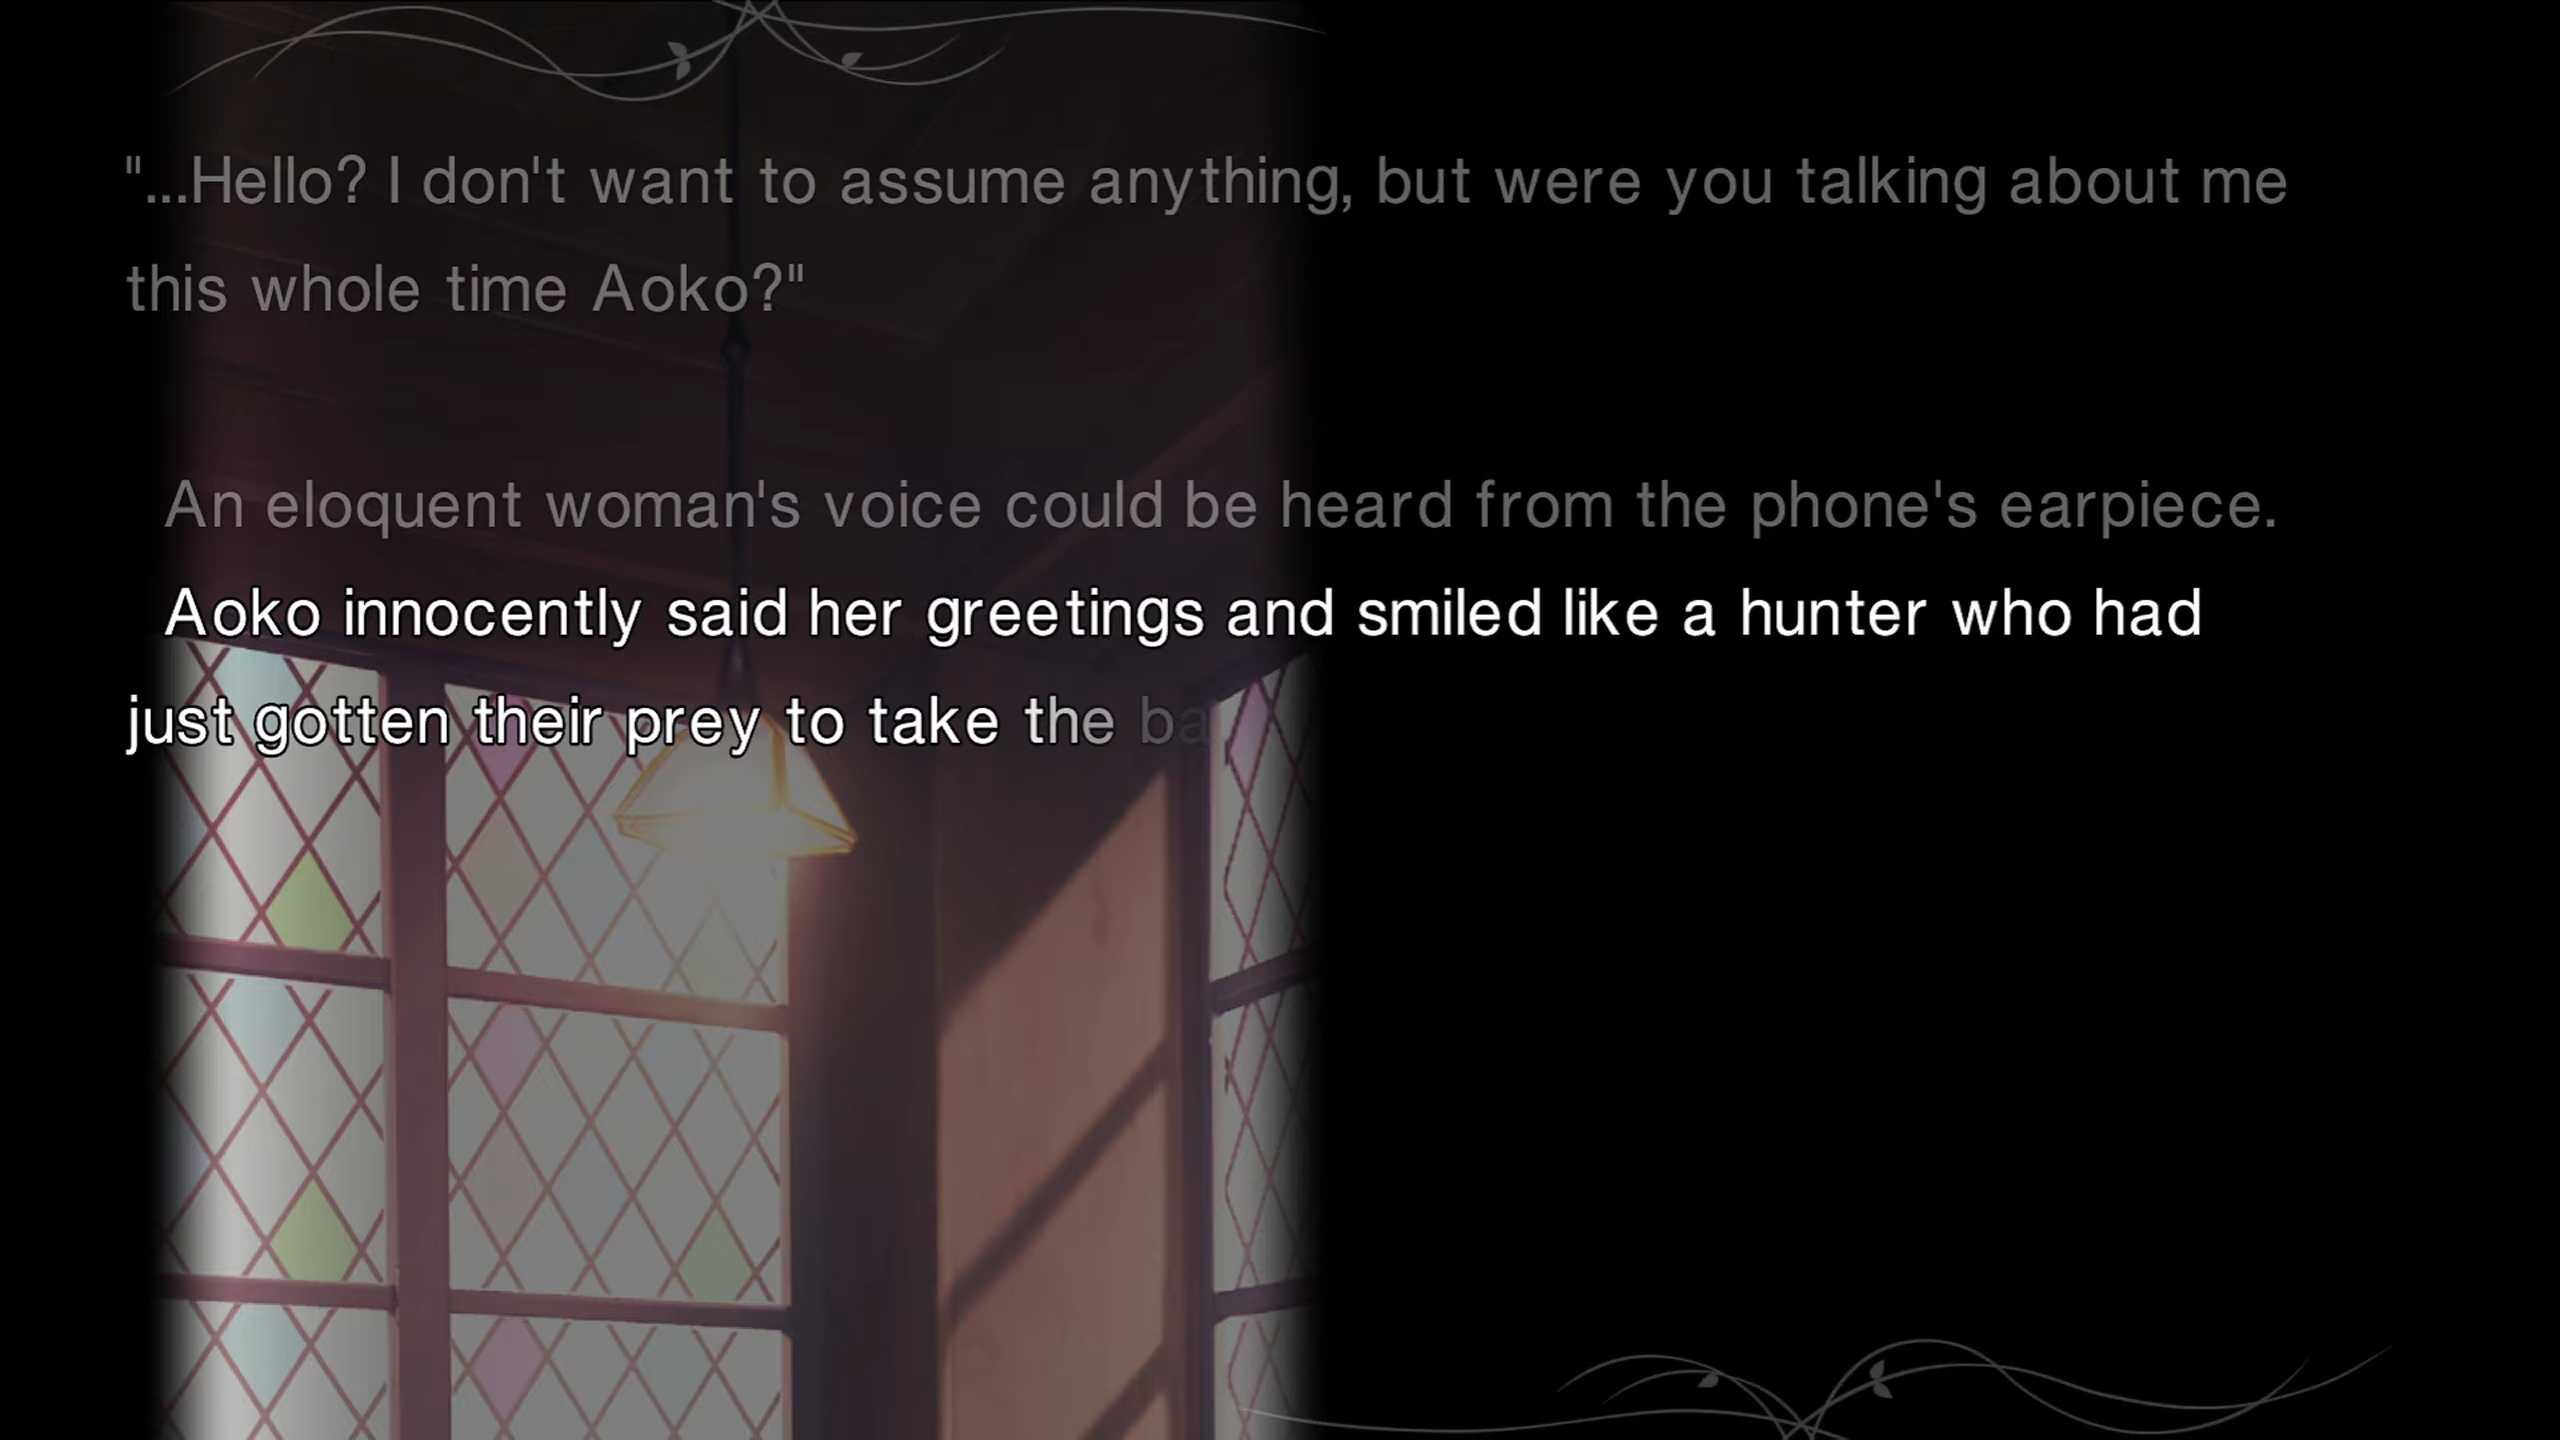 "...Hello? I don't want to assume anything, but were you talking about me
this whole time Aoko?"
An eloquent woman's voice could be heard from the phone's earpiece.
Aoko innocently said her greetings and smiled like a hunter who had
just gotten their prey to take the ba